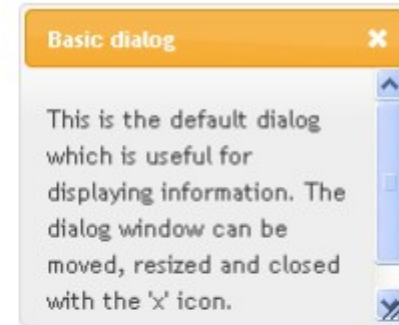 Basic dialog
This is the default dialog
which is useful for
displaying information. The
dialog window can be
moved, resized and closed
with the 'x' icon.